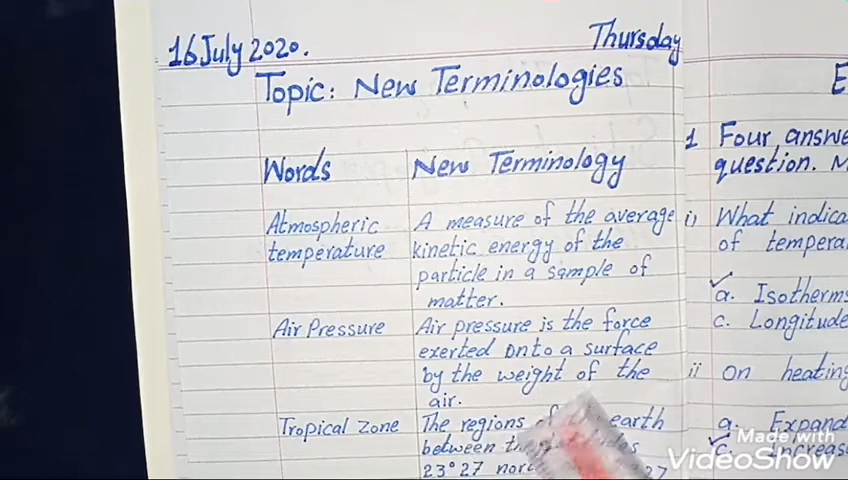 16 July 2020.
Thursday
Topic: New Terminologies
Words
New Terminology
Atmospheric temperature
A measure of the average
kinetic energy of the
particle in a sample of
matter.
Air Pressure
Air pressure is the force
exerted onto a surface
by the weight of the
air.
Tropical Zone
The regions earth
between
23°27 27
E
1 Four answe
question. M
i) What indica
of tempera
a. Isotherms
c. Longitude
ii on heating
a. Expand
c. Increas
Made with
VideoShow